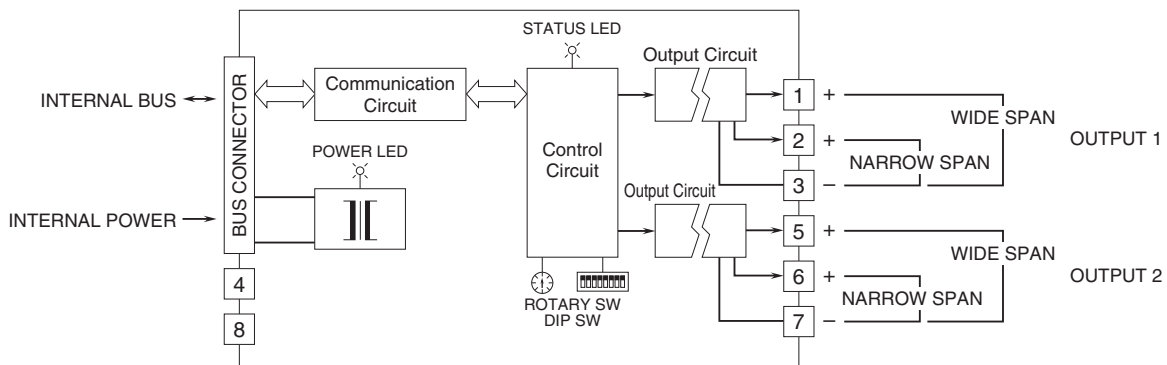 STATUS LED
Output Circuit
INTERNAL BUS
BUS CONNECTOR
Communication
Circuit
1 +
WIDE SPAN
2 +
OUTPUT 1
POWER LED
Control
Circuit
NARROW SPAN
3 −
Output Circuit
INTERNAL POWER
5 +
WIDE SPAN
4
6 +
OUTPUT 2
NARROW SPAN
ROTARY SW
DIP SW
8
7 −